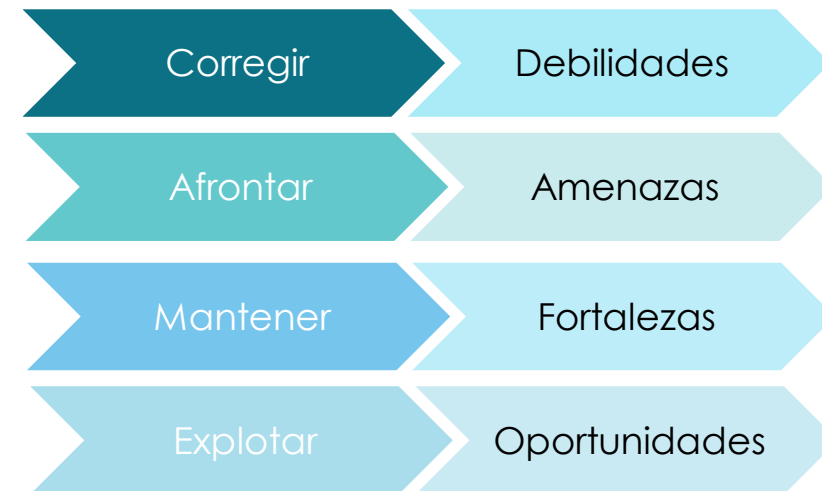 Corregir Debilidades
Afrontar Amenazas
Mantener Fortalezas
Explotar Oportunidades